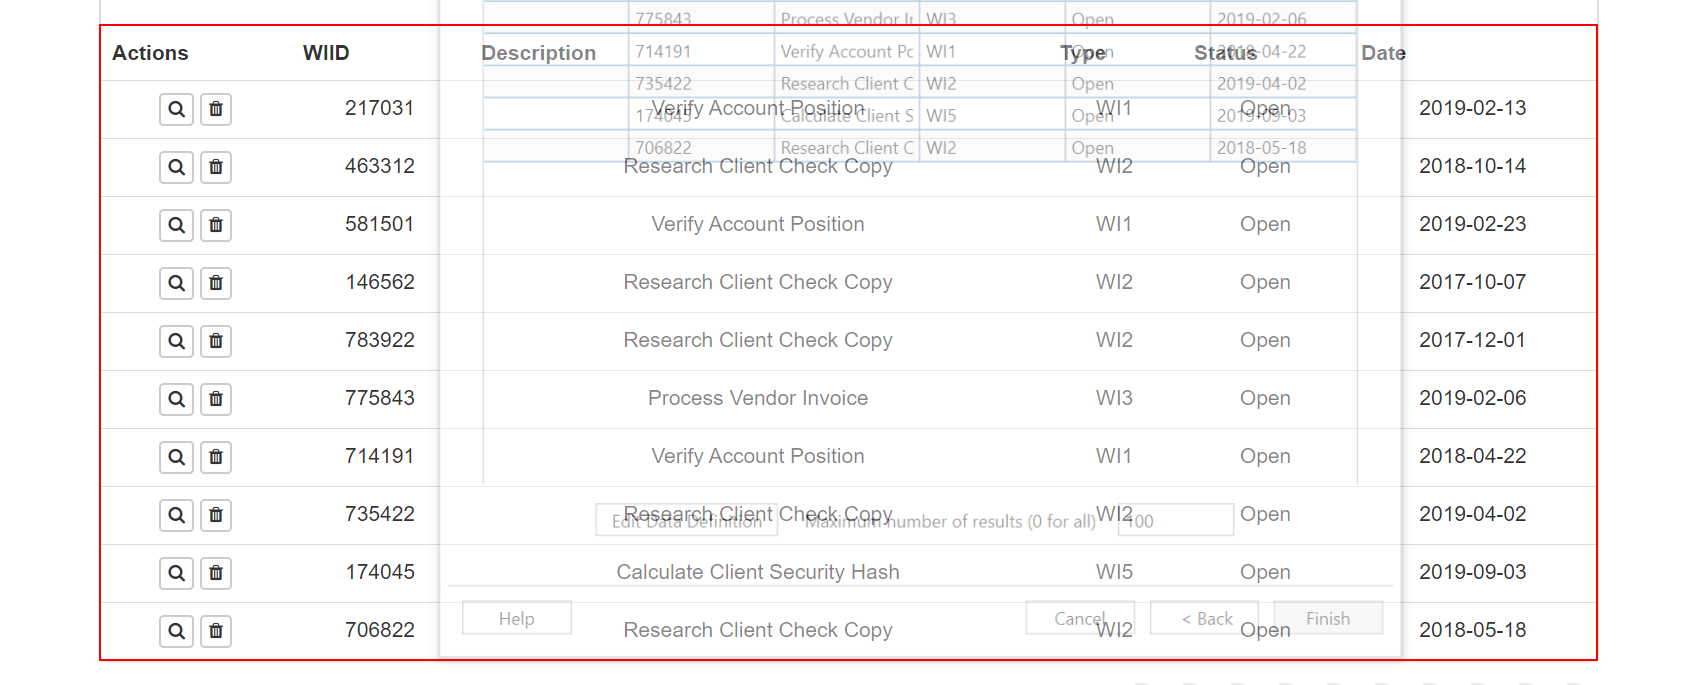 775843 Process Vendor Ir WI3 Open 2019-02-06
Actions WIID Description Type Status Date
714191 Verify Account Pc WI1 Open 2018-04-22
735422 Research Client C WI2 Open 2019-04-02
217031 Verify Account Position WI1 Open 2019-02-13
174045 Calculate Client S WI5 Open 2019-09-03
706822 Research Client C WI2 Open 2018-05-18
463312 Research Client Check Copy WI2 Open 2018-10-14
581501 Verify Account Position WI1 Open 2019-02-23
146562 Research Client Check Copy WI2 Open 2017-10-07
783922 Research Client Check Copy WI2 Open 2017-12-01
775843 Process Vendor Invoice WI3 Open 2019-02-06
714191 Verify Account Position WI1 Open 2018-04-22
735422 Research Client Check Copy WI2 Open 2019-04-02
Edit Data Definition Maximum number of results (0 for all) 100
174045 Calculate Client Security Hash WI5 Open 2019-09-03
Help Cancel < Back Finish
706822 Research Client Check Copy WI2 Open 2018-05-18